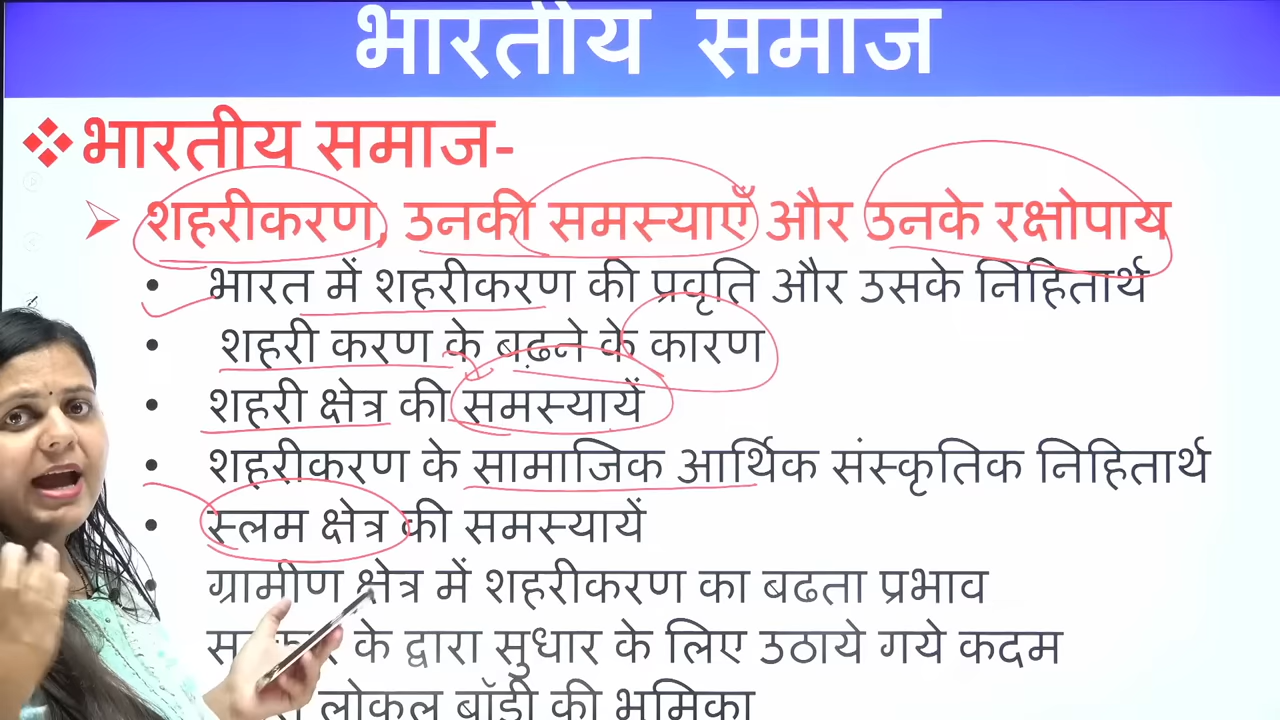 भारतीय समाज
भारतीय समाज-
शहरीकरण, उनकी समस्याएँ और उनके रक्षोपाय
भारत में शहरीकरण की प्रवृति और उसके निहितार्थ
शहरी करण के बढ़ने के कारण
शहरी क्षेत्र की समस्यायें
शहरीकरण के सामाजिक आर्थिक संस्कृतिक निहितार्थ
स्लम क्षेत्र की समस्यायें
ग्रामीण क्षेत्र में शहरीकरण का बढता प्रभाव
के द्वारा सुधार के लिए उठाये गये कदम
लोकल बॉडी की भूमिका